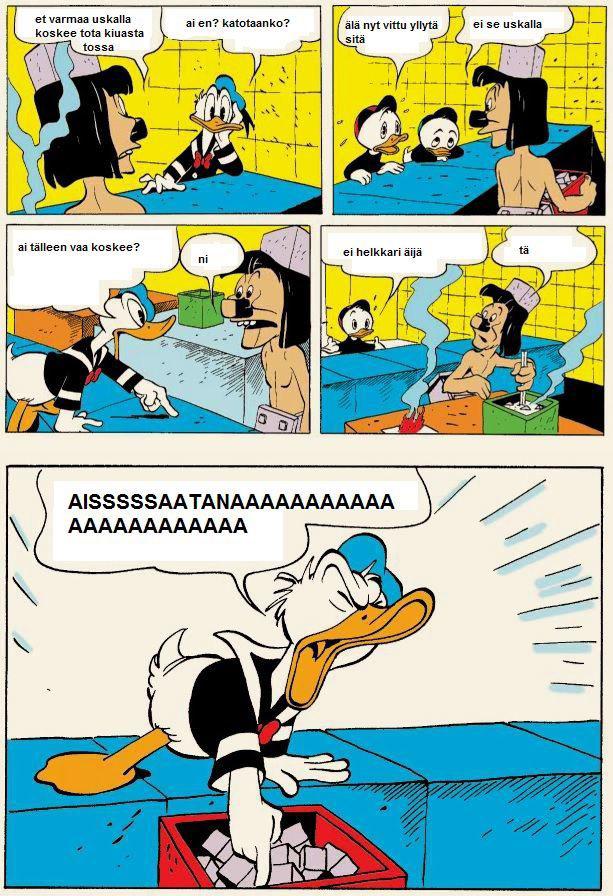 et varmaa uskalla
koskee tota kiuasta
tossa
ai en? katotaanko?
älä nyt vittu yllytä
sitä
ei se uskalla
ai tälleen vaa koskee?
ni
ei helkkari äijä
tä
AISSSSSAATANAAAAAAAAAAA
AAAAAAAAAAAA